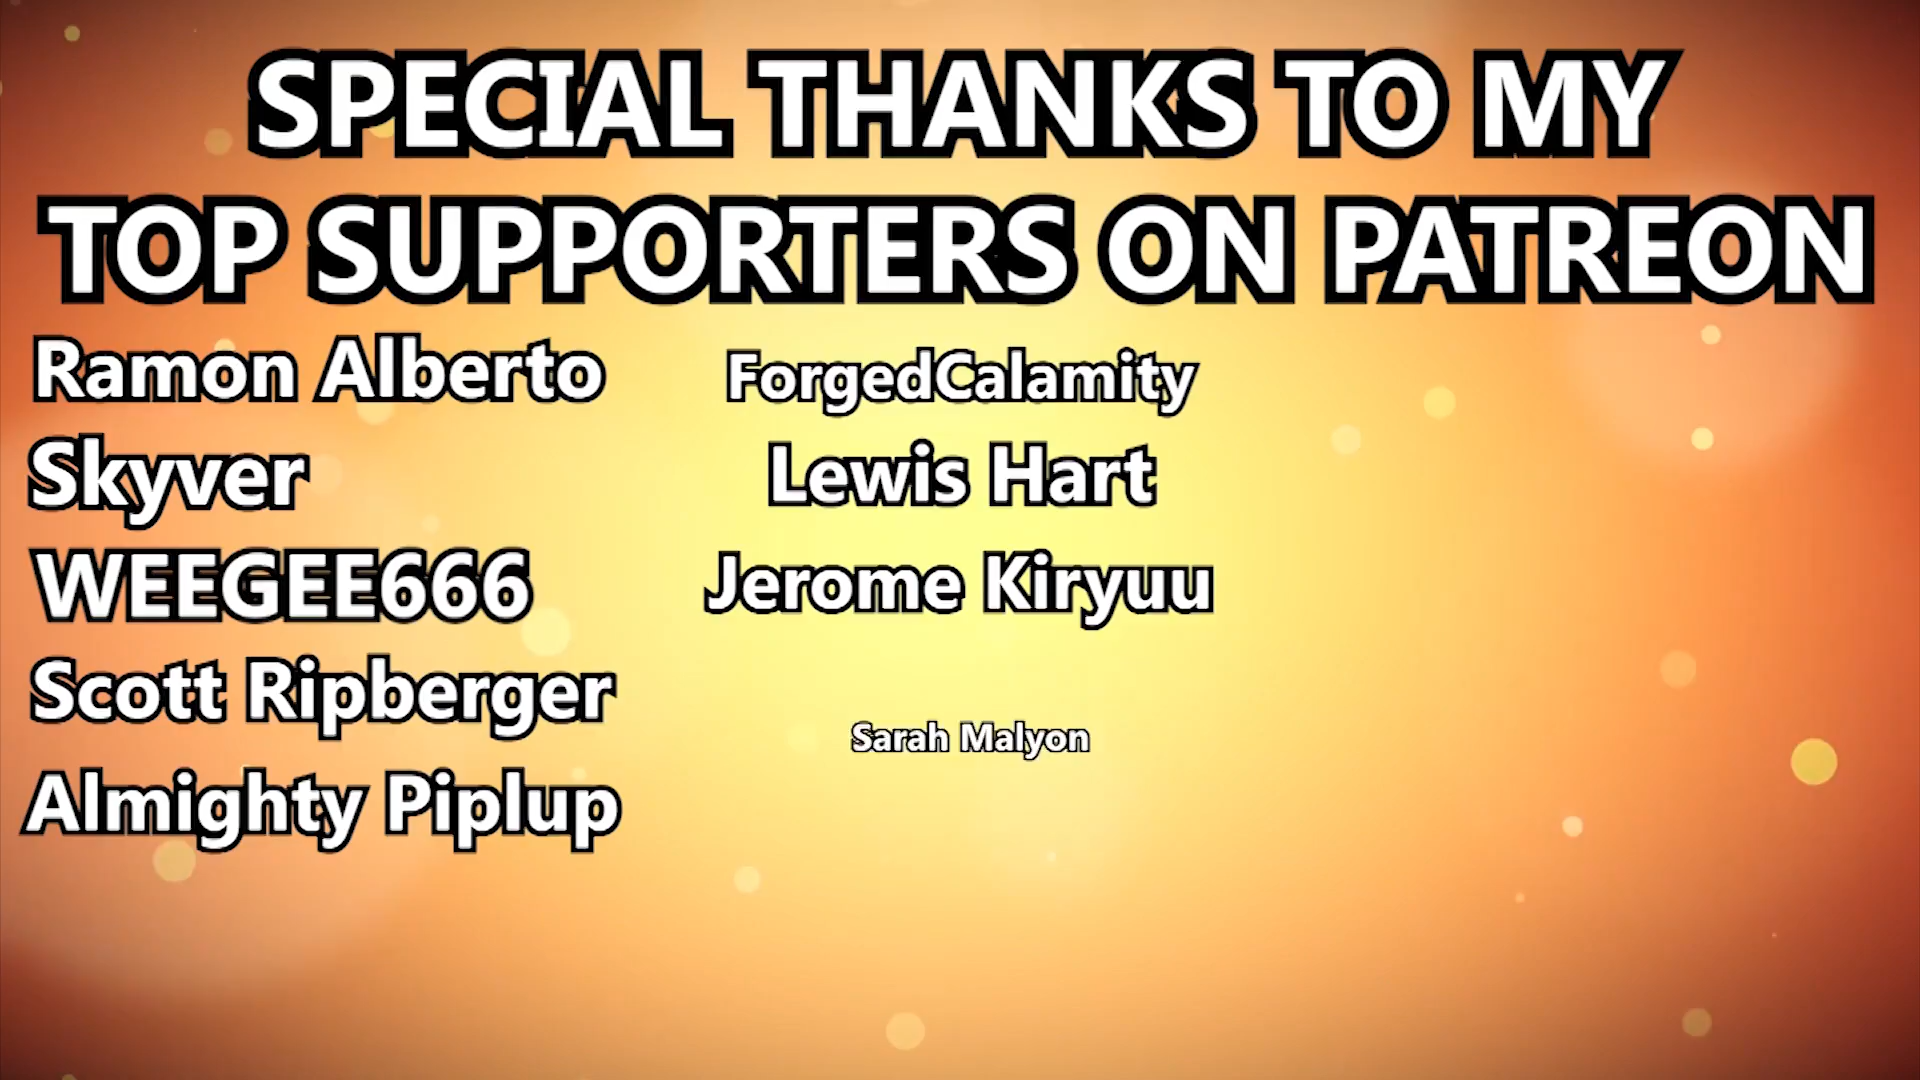 SPECIAL THANKS TO MY
TOP SUPPORTERS ON PATREON
Ramon Alberto
Skyver
WEEGEE666
Scott Ripberger
Almighty Piplup
ForgedCalamity
Lewis Hart
Jerome Kiryuu
Sarah Malyon